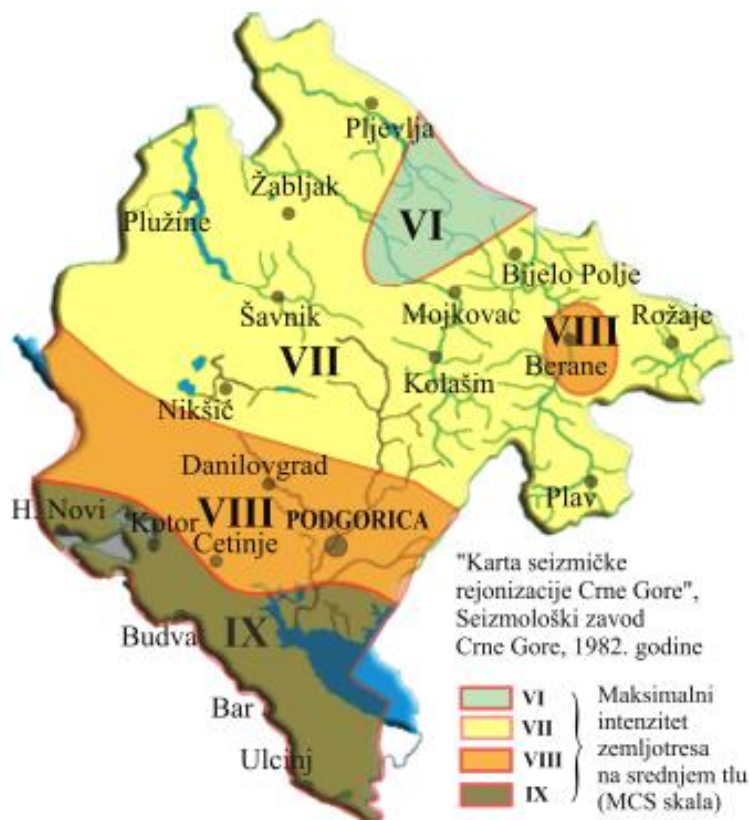 Pljevlja
Žabljak
VI
Plužine
Bijelo Polje
Šavnik
Mojkovac
VIII
Rožaje
VII
Berane
Kolašin
Nikšič
Danilovgrad
Plav
H. Novi
Kotor
VIII
PODGORICA
Cetinje
"Karta seizmičke
rejonizacije Crne Gore",
Seizmološki zavod
Crne Gore, 1982. godine
Budva
IX
Bar
Ulcinj
VI
VII
VIII
IX
Maksimalni
intenzitet
zemljotresa
na srednjem tlu
(MCS skala)